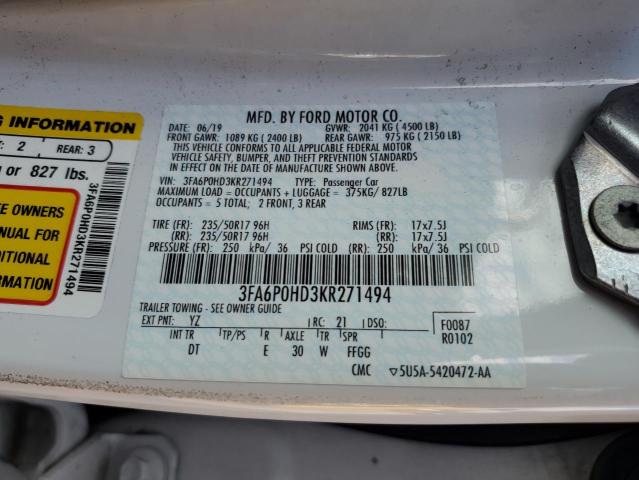 MFD. BY FORD MOTOR CO.
DATE: 06/19 GVWR: 2041 KG ( 4500 LB)
FRONT GAWR: 1089 KG ( 2400 LB) REAR GAWR: 975 KG ( 2150 LB)
THIS VEHICLE CONFORMS TO ALL APPLICABLE FEDERAL MOTOR
VEHICLE SAFETY, BUMPER, AND THEFT PREVENTION STANDARDS IN
EFFECT ON THE DATE OF MANUFACTURE SHOWN ABOVE.
VIN: 3FA6P0HD3KR271494 TYPE: Passenger Car
MAXIMUM LOAD = OCCUPANTS + LUGGAGE = 375KG/ 827LB
OCCUPANTS = 5 TOTAL; 2 FRONT, 3 REAR
TIRE (FR): 235/50R17 96H RIMS (FR): 17x7.5J
(RR): 235/50R17 96H (RR): 17x7.5J
PRESSURE (FR): 250 kPa/ 36 PSI COLD (RR): 250 kPa/ 36 PSI COLD
3FA6P0HD3KR271494
TRAILER TOWING - SEE OWNER GUIDE
EXT PNT: YZ RC: 21 DSO: F0087
INT TR TP/PS R AXLE TR SPR R0102
DT E 30 W FFGG
CMC ▽5U5A-5420472-AA
G INFORMATION
: 2 REAR: 3
or 827 lbs.
E OWNERS
MANUAL FOR
DITIONAL
ORMATION
3FA6P0HD3KR271494